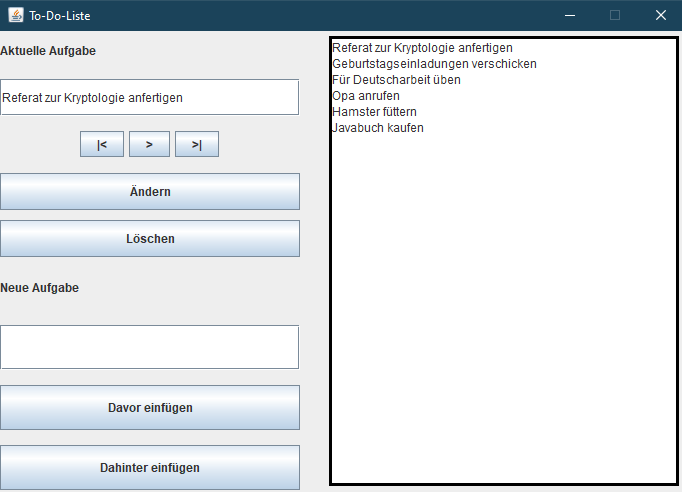 To-Do-Liste
Aktuelle Aufgabe
Referat zur Kryptologie anfertigen
|<
>
>|
Ändern
Löschen
Neue Aufgabe
Davor einfügen
Dahinter einfügen
Referat zur Kryptologie anfertigen
Geburtstagseinladungen verschicken
Für Deutscharbeit üben
Opa anrufen
Hamster füttern
Javabuch kaufen